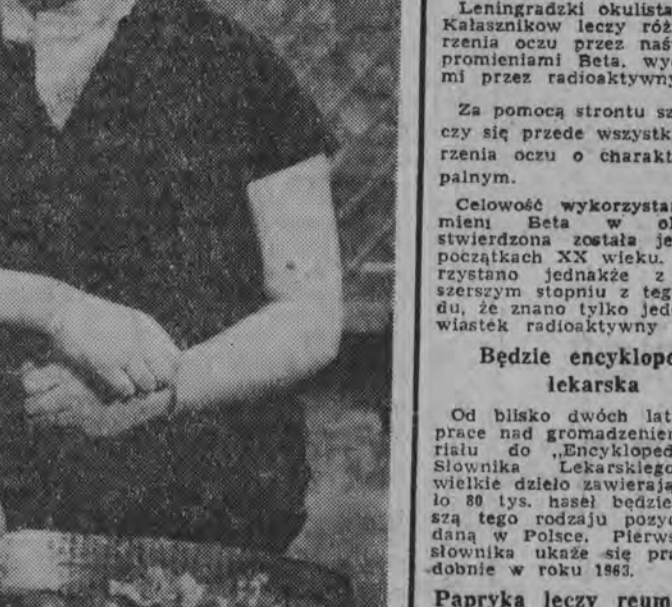 Leningradzki okulista
Kałasznikow leczy róż
rzenia oczu przez naś
promieniami Beta, wy
mi przez radioaktywny
Za pomocą strontu sz
czy się przede wszystk
rzenia oczu o charakt
palnym.
Celowość wykorzysta
mieni Beta w ok
stwierdzona została je
początkach XX wieku.
rzystano jednakże z
szerszym stopniu z teg
du, że znano tylko jed
wiastek radioaktywny
Będzie encyklope
lekarska
Od blisko dwóch lat
prace nad gromadzenie
riału do „Encykloped
Słownika Lekarskiego
wielkie dzieło zawierają
ło 80 tys. haseł będzie
szą tego rodzaju pozyc
daną w Polsce. Pierws
słownika ukaże się pra
dobnie w roku 1963.
Papryka leczy reum